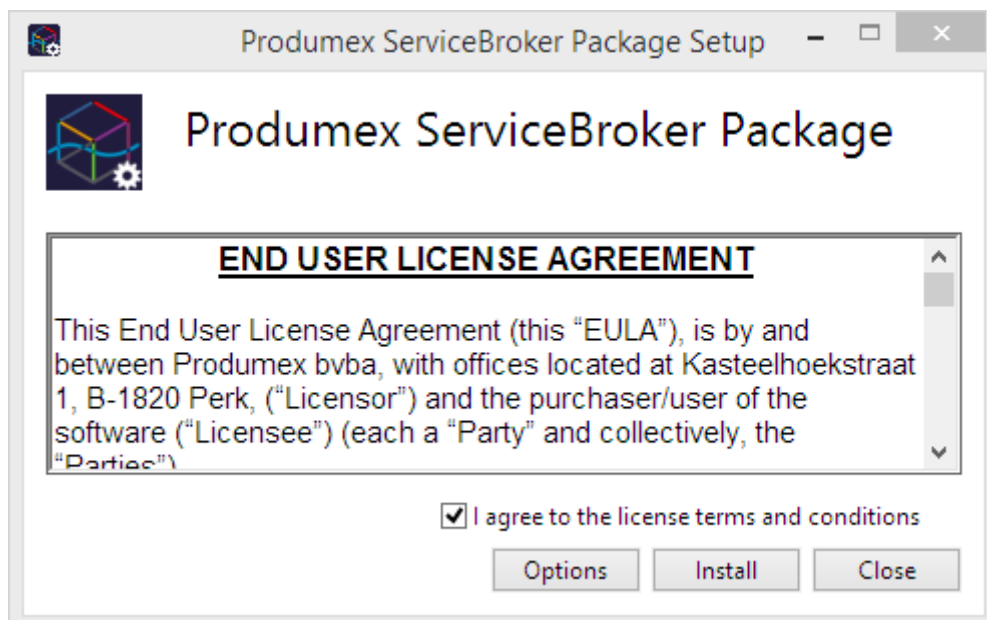 Produmex ServiceBroker Package Setup
Produmex ServiceBroker Package
END USER LICENSE AGREEMENT
This End User License Agreement (this “EULA”), is by and
between Produmex bvba, with offices located at Kasteelhoekstraat
1, B-1820 Perk, (“Licensor”) and the purchaser/user of the
software (“Licensee”) (each a “Party” and collectively, the
“Parties”)
I agree to the license terms and conditions
Options
Install
Close